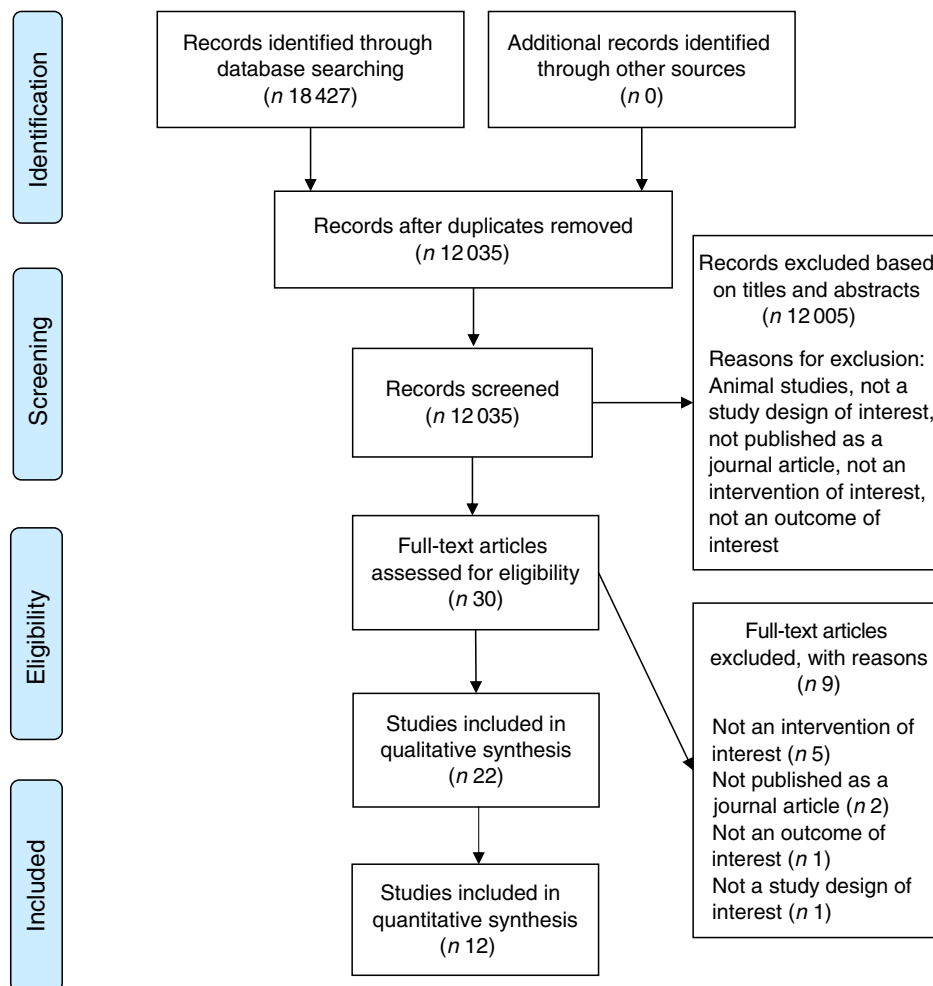 Identification
Records identified through
database searching
(n 18 427)
Additional records identified
through other sources
(n 0)
Records after duplicates removed
(n 12 035)
Screening
Records screened
(n 12 035)
Records excluded based
on titles and abstracts
(n 12 005)
Reasons for exclusion:
Animal studies, not a
study design of interest,
not published as a
journal article, not an
intervention of interest,
not an outcome of
interest
Eligibility
Full-text articles
assessed for eligibility
(n 30)
Full-text articles
excluded, with reasons
(n 9)
Not an intervention of
interest (n 5)
Not published as a
journal article (n 2)
Not an outcome of
interest (n 1)
Not a study design of
interest (n 1)
Studies included in
qualitative synthesis
(n 22)
Included
Studies included in
quantitative synthesis
(n 12)